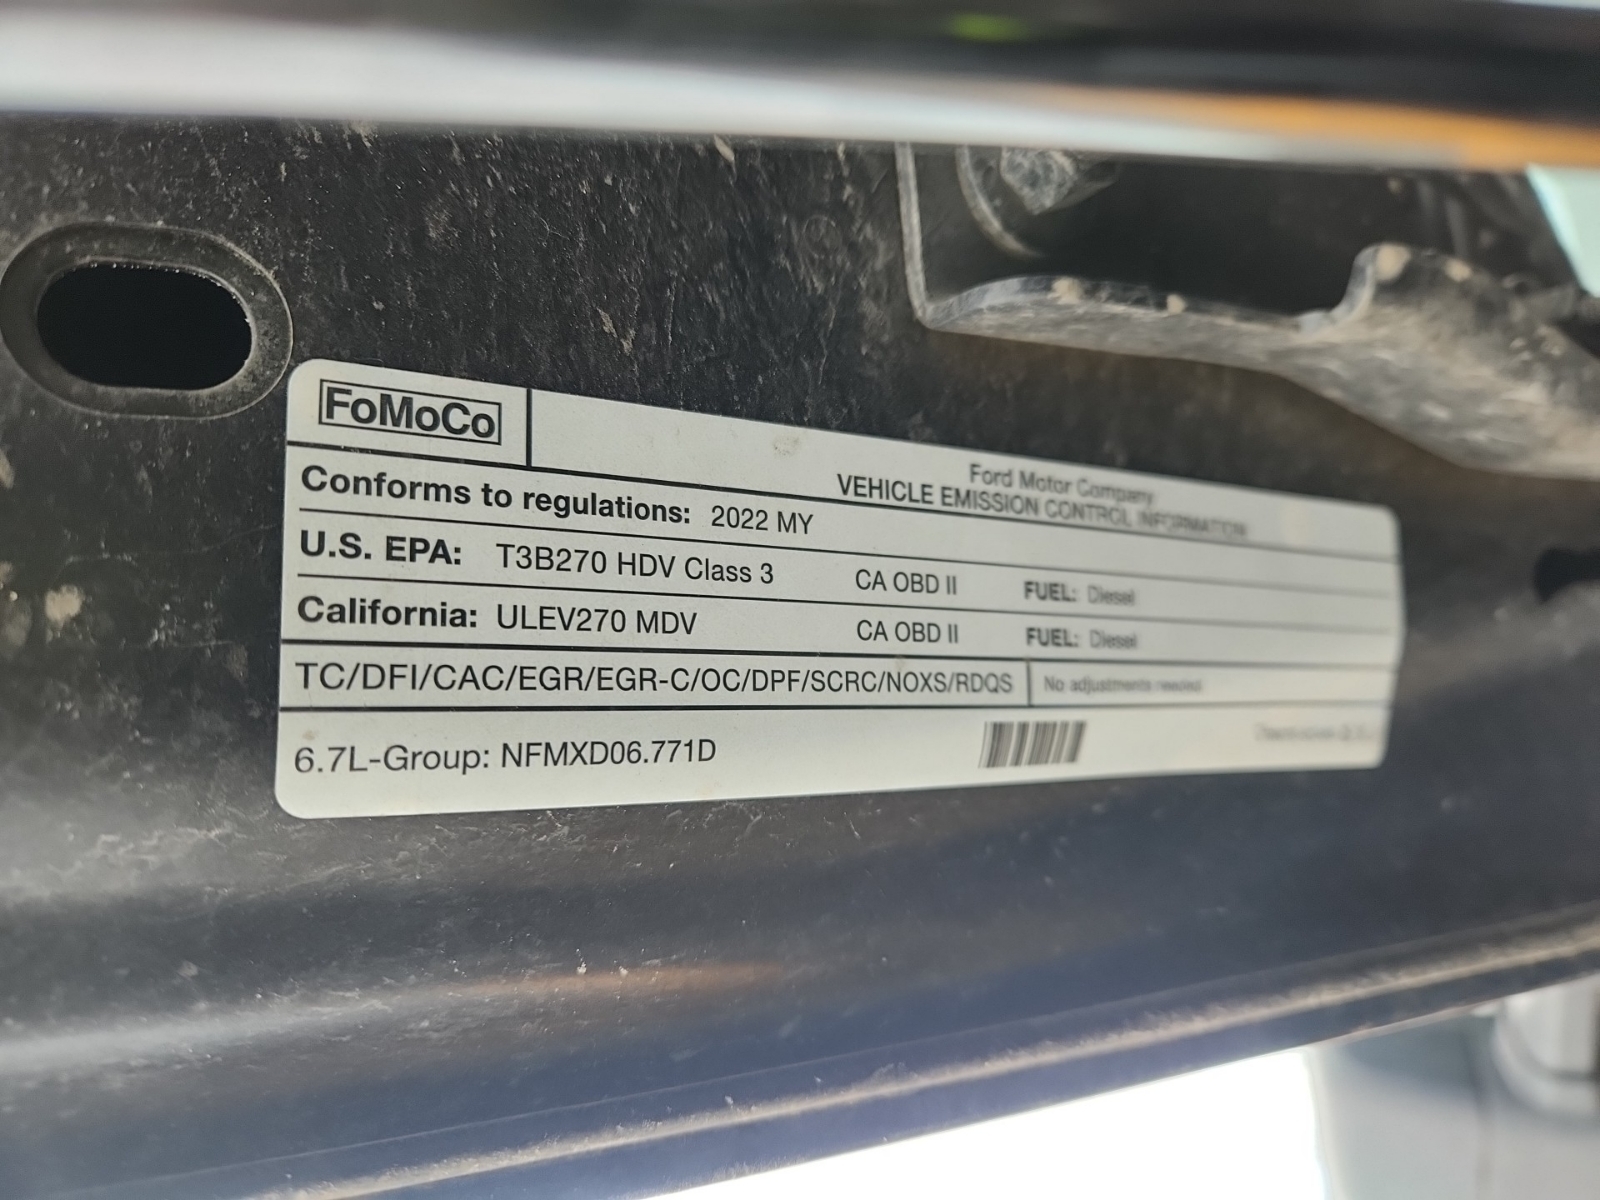 FoMoCo
Ford Motor Company
VEHICLE EMISSION CONTROL INFORMATION
Conforms to regulations: 2022 MY
U.S. EPA: T3B270 HDV Class 3 CA OBD II FUEL: Diesel
California: ULEV270 MDV CA OBD II FUEL: Diesel
TC/DFI/CAC/EGR/EGR-C/OC/DPF/SCRC/NOXS/RDQS No adjustments needed
6.7L-Group: NFMXD06.771D